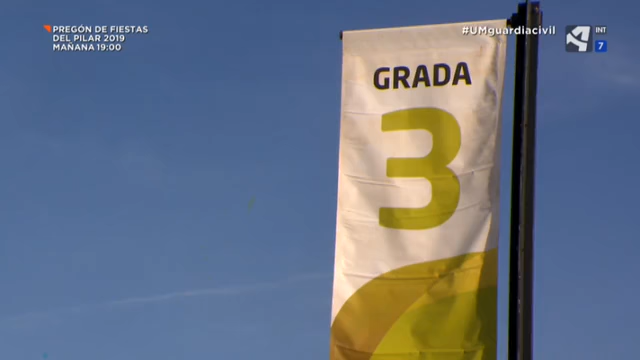 PREGÓN DE FIESTAS
DEL PILAR 2019
MAÑANA 19:00
#UMguardiacivil
INT
7
GRADA
3